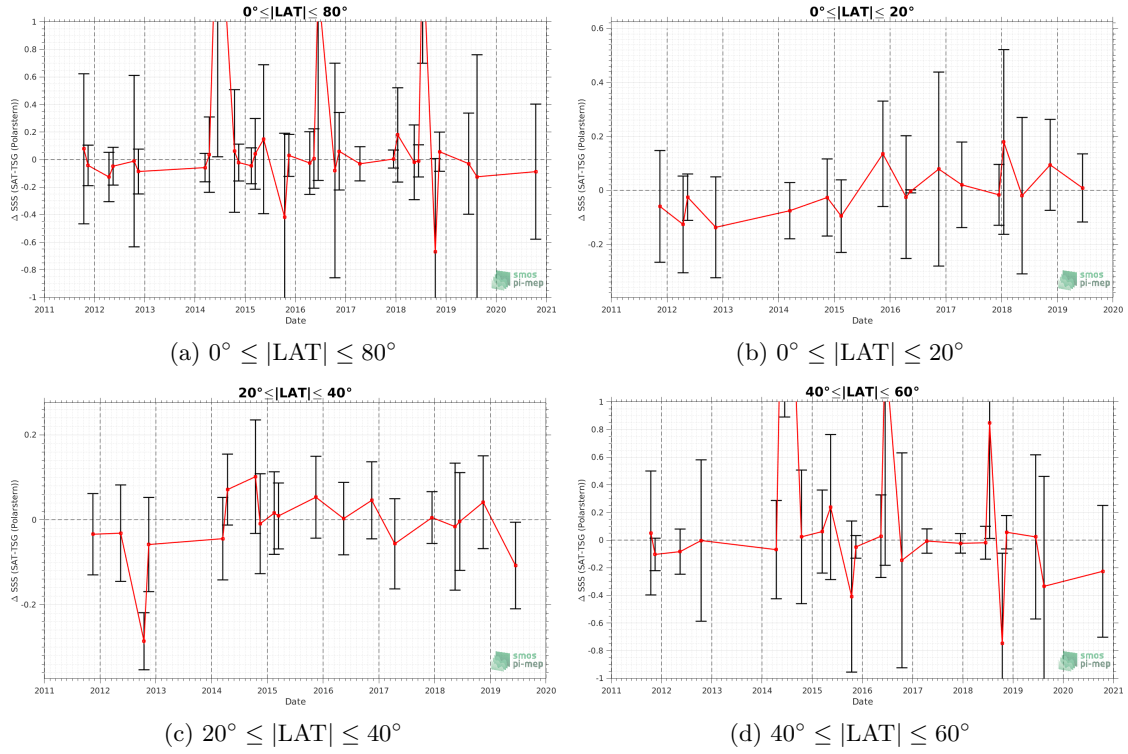 0°≤|LAT|≤ 80°
Δ SSS (SAT-TSG (Polarstern))
1
0.8
0.6
0.4
0.2
0
-0.2
-0.4
-0.6
-0.8
-1
2011 2012 2013 2014 2015 2016 2017 2018 2019 2020 2021
Date
smos
pi-mep
(a) 0° ≤ |LAT| ≤ 80°
0°≤|LAT|≤ 20°
Δ SSS (SAT-TSG (Polarstern))
0.6
0.4
0.2
0
-0.2
2011 2012 2013 2014 2015 2016 2017 2018 2019 2020
Date
smos
pi-mep
(b) 0° ≤ |LAT| ≤ 20°
20°≤|LAT|≤ 40°
Δ SSS (SAT-TSG (Polarstern))
0.2
0
-0.2
2011 2012 2013 2014 2015 2016 2017 2018 2019 2020
Date
smos
pi-mep
(c) 20° ≤ |LAT| ≤ 40°
40°≤|LAT|≤ 60°
Δ SSS (SAT-TSG (Polarstern))
1
0.8
0.6
0.4
0.2
0
-0.2
-0.4
-0.6
-0.8
-1
2011 2012 2013 2014 2015 2016 2017 2018 2019 2020 2021
Date
smos
pi-mep
(d) 40° ≤ |LAT| ≤ 60°